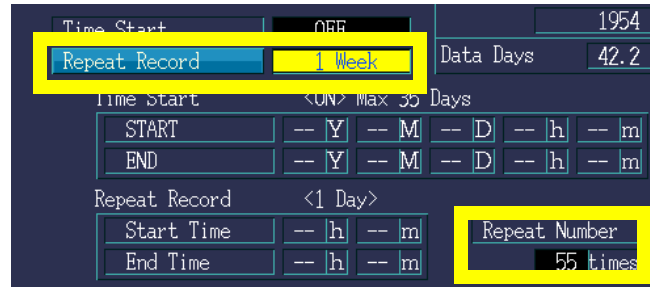 Time Start OFF 1954
Repeat Record 1 Week Data Days 42.2
Time Start <ON> Max 35 Days
START -- Y -- M -- D -- h -- m
END -- Y -- M -- D -- h -- m
Repeat Record <1 Day>
Start Time -- h -- m Repeat Number
End Time -- h -- m 55 times